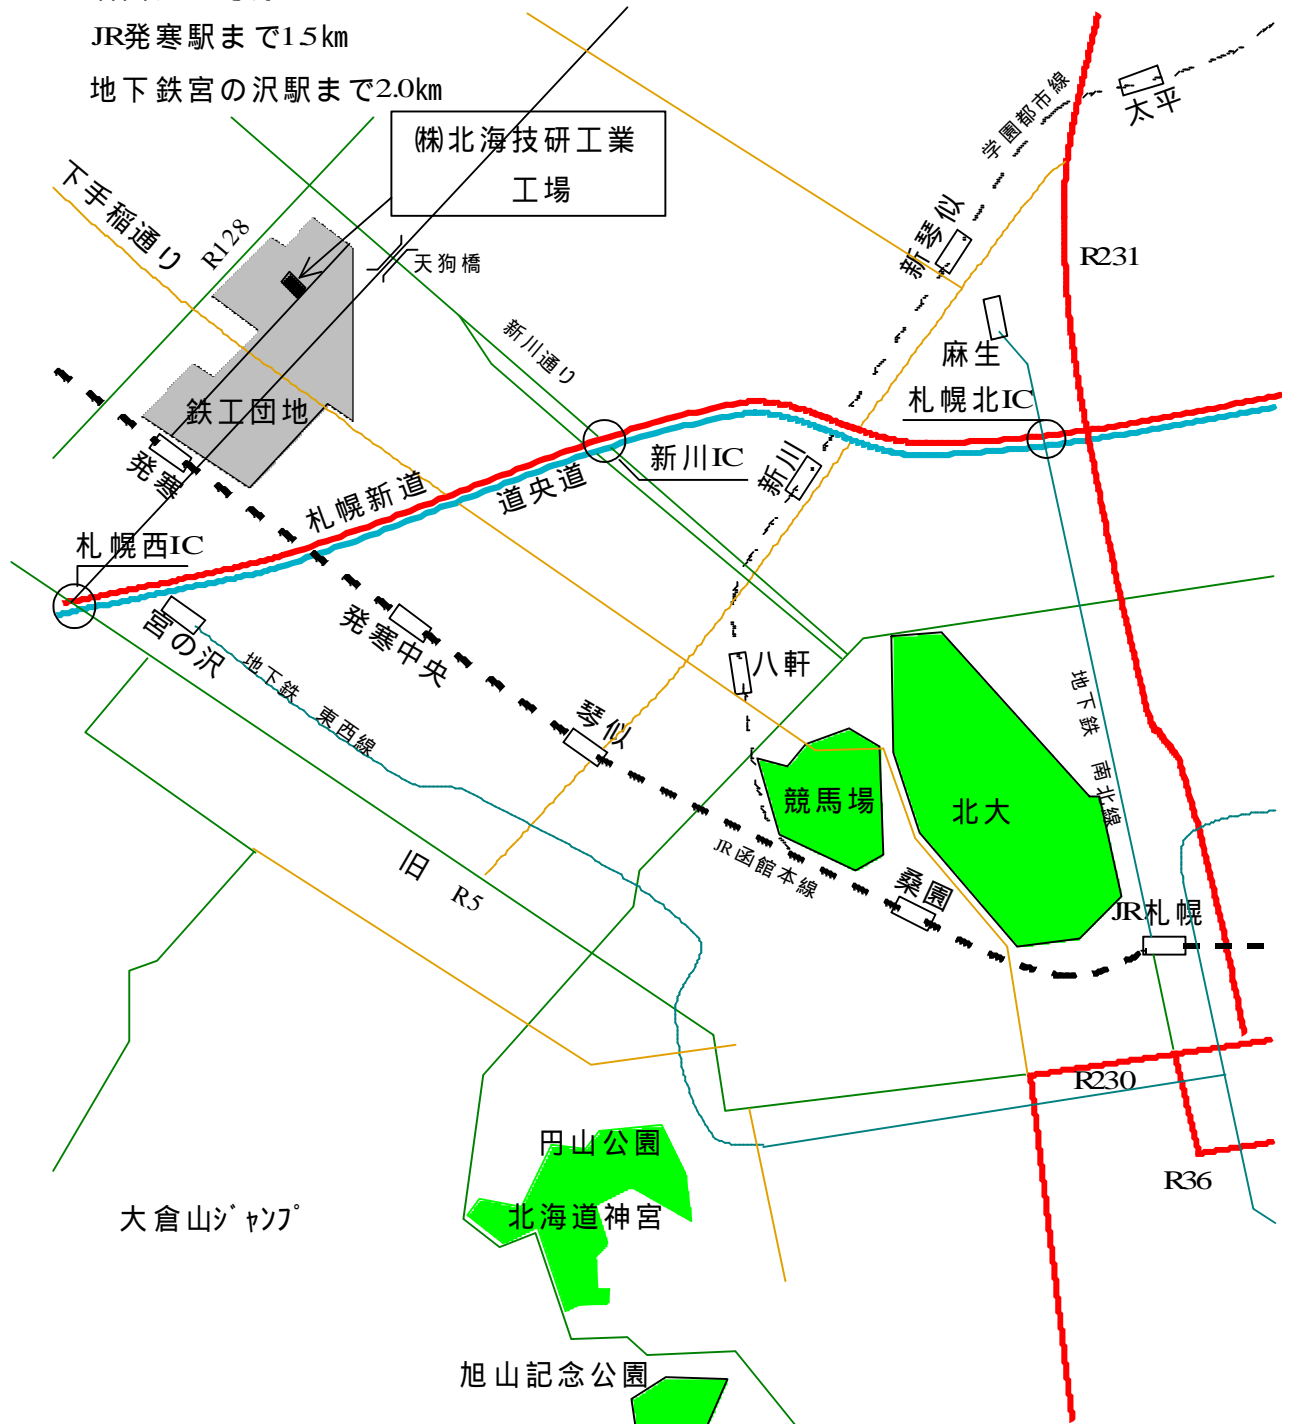 JR発寒駅まで1.5km
地下鉄宮の沢駅まで2.0km
㈱北海技研工業
工場
下手稲通り
R128
天狗橋
新川通り
学園都市線
太平
新琴似
R231
麻生
札幌北IC
鉄工団地
発寒
新川IC
新川
札幌新道
道央道
札幌西IC
宮の沢
地下鉄 東西線
発寒中央
琴似
八軒
地下鉄 南北線
競馬場
北大
JR函館本線
桑園
JR札幌
旧 R5
R230
R36
円山公園
北海道神宮
大倉山ｼﾞｬﾝﾌﾟ
旭山記念公園